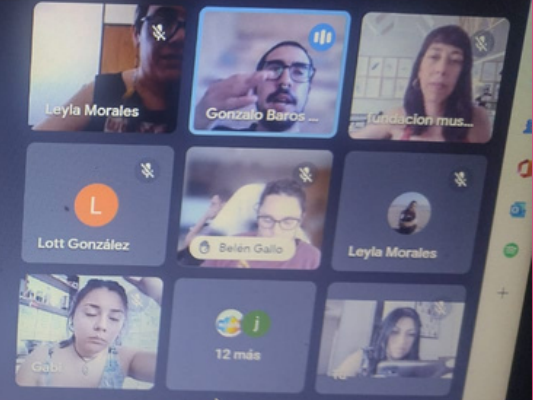 Leyla Morales
Gonzalo Baros ...
fundacion mus...
L
Lott González
Belén Gallo
Leyla Morales
Gabi
12 más